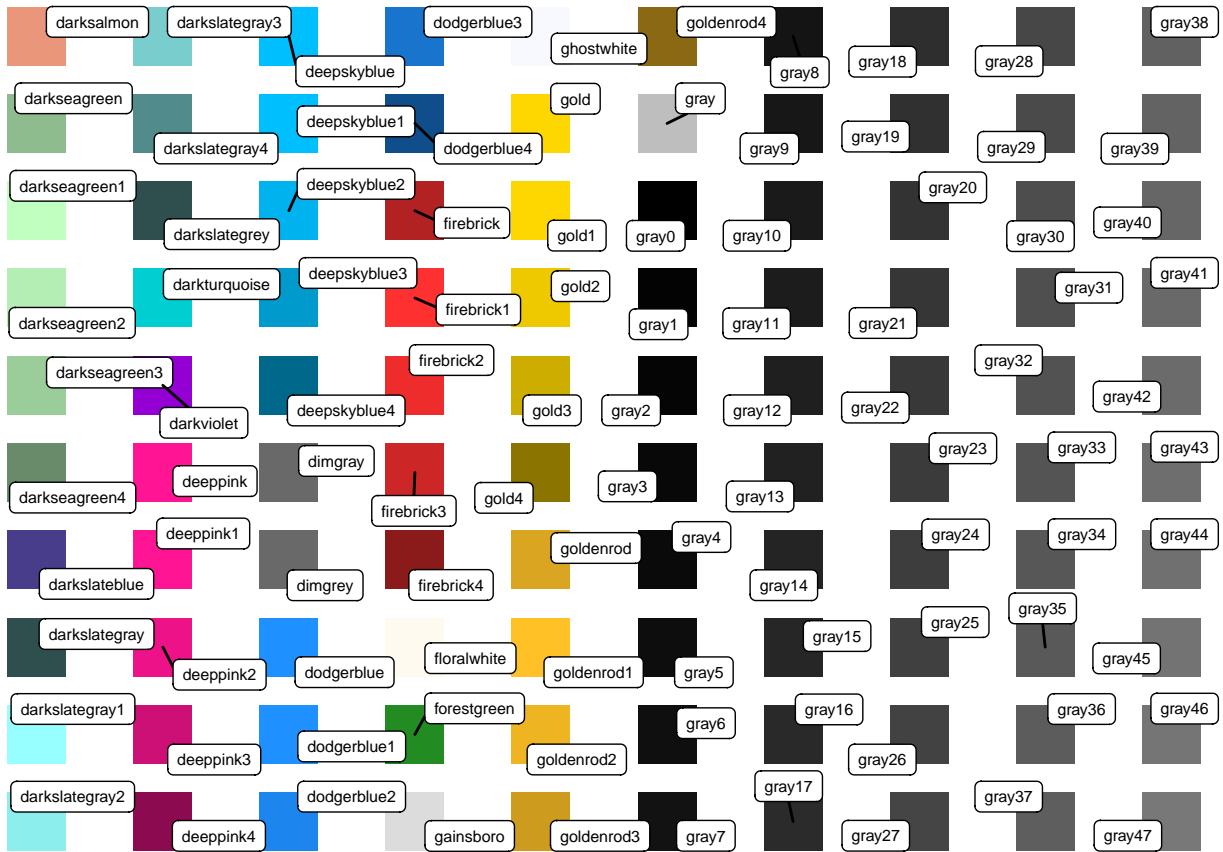 darksalmon
darkslategray3
dodgerblue3
goldenrod4
gray38
ghostwhite
gray18
gray28
deepskyblue
gray8
darkseagreen
gold
gray
deepskyblue1
gray19
darkslategray4
dodgerblue4
gray9
gray29
gray39
darkseagreen1
deepskyblue2
gray20
firebrick
gray40
darkslategrey
gold1
gray0
gray10
gray30
darkturquoise
deepskyblue3
gold2
gray31
gray41
firebrick1
darkseagreen2
gray1
gray11
gray21
darkseagreen3
firebrick2
gray32
gray42
deepskyblue4
gold3
gray2
gray12
gray22
darkviolet
dimgray
gray23
gray33
gray43
deeppink
gray3
darkseagreen4
gold4
gray13
firebrick3
deeppink1
goldenrod
gray4
gray24
gray34
gray44
darkslateblue
dimgrey
firebrick4
gray14
gray35
darkslategray
gray15
gray25
floralwhite
gray45
deeppink2
dodgerblue
goldenrod1
gray5
darkslategray1
forestgreen
gray16
gray36
gray46
gray6
dodgerblue1
deeppink3
goldenrod2
gray26
gray17
darkslategray2
dodgerblue2
gray37
deeppink4
gainsboro
goldenrod3
gray7
gray27
gray47